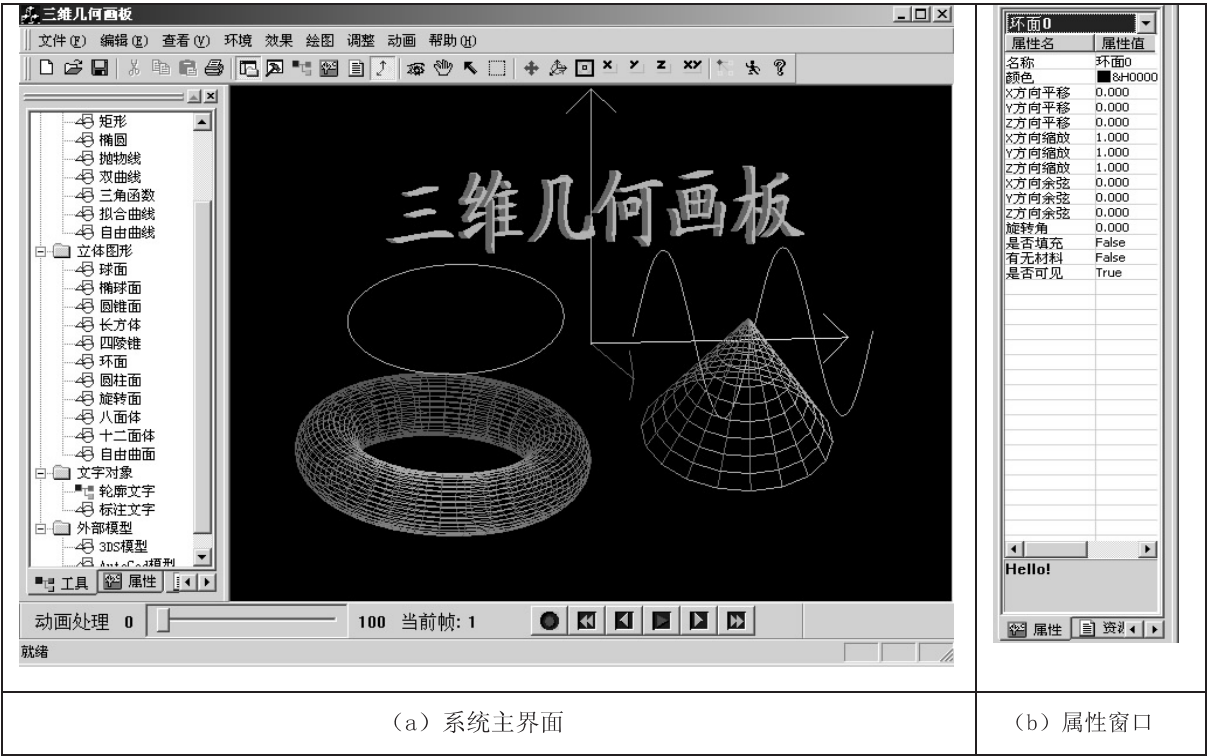 三维几何画板
文件(F) 编辑(E) 查看(V) 环境 效果 绘图 调整 动画 帮助(H)
X Y Z XY
矩形
椭圆
抛物线
双曲线
三角函数
拟合曲线
自由曲线
立体图形
球面
椭球面
圆锥面
长方体
四陵锥
环面
圆柱面
旋转面
八面体
十二面体
自由曲面
文字对象
轮廓文字
标注文字
外部模型
3DS模型
AutoCad模型
工具 属性
三维几何画板
动画处理 0 100 当前帧: 1
就绪
环面0
属性名 属性值
名称 环面0
颜色 &H0000
X方向平移 0.000
Y方向平移 0.000
Z方向平移 0.000
X方向缩放 1.000
Y方向缩放 1.000
Z方向缩放 1.000
X方向余弦 0.000
Y方向余弦 0.000
Z方向余弦 0.000
旋转角 0.000
是否填充 False
有无材料 False
是否可见 True
Hello!
属性
(a) 系统主界面
(b) 属性窗口